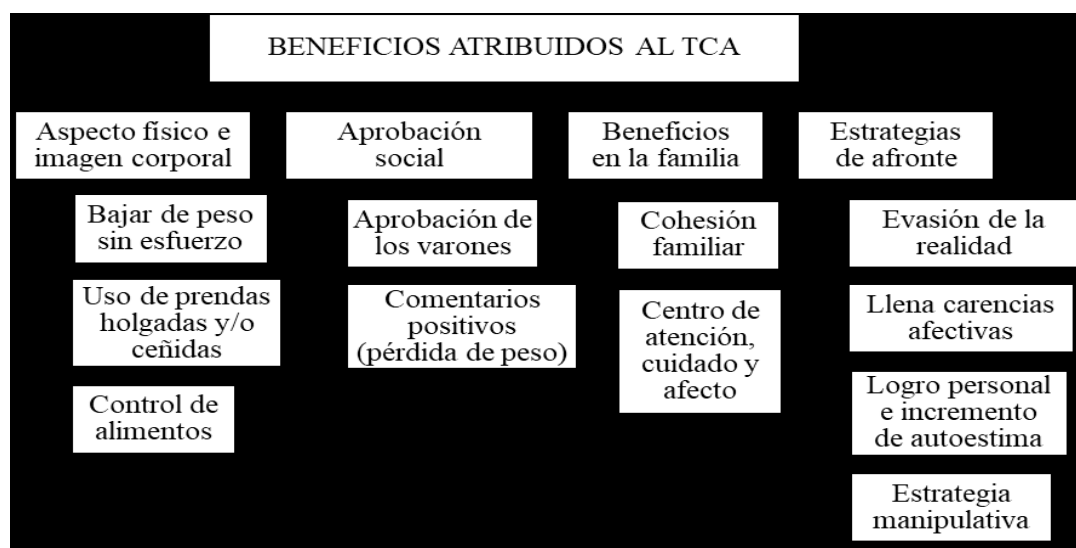 BENEFICIOS ATRIBUIDOS AL TCA
Aspecto físico e
imagen corporal
Bajar de peso
sin esfuerzo
Uso de prendas
holgadas y/o
ceñidas
Control de
alimentos
Aprobación
social
Aprobación de
los varones
Comentarios
positivos
(pérdida de peso)
Beneficios
en la familia
Cohesión
familiar
Centro de
atención,
cuidado y
afecto
Estrategias
de afronte
Evasión de la
realidad
Llena carencias
afectivas
Logro personal
e incremento
de autoestima
Estrategia
manipulativa